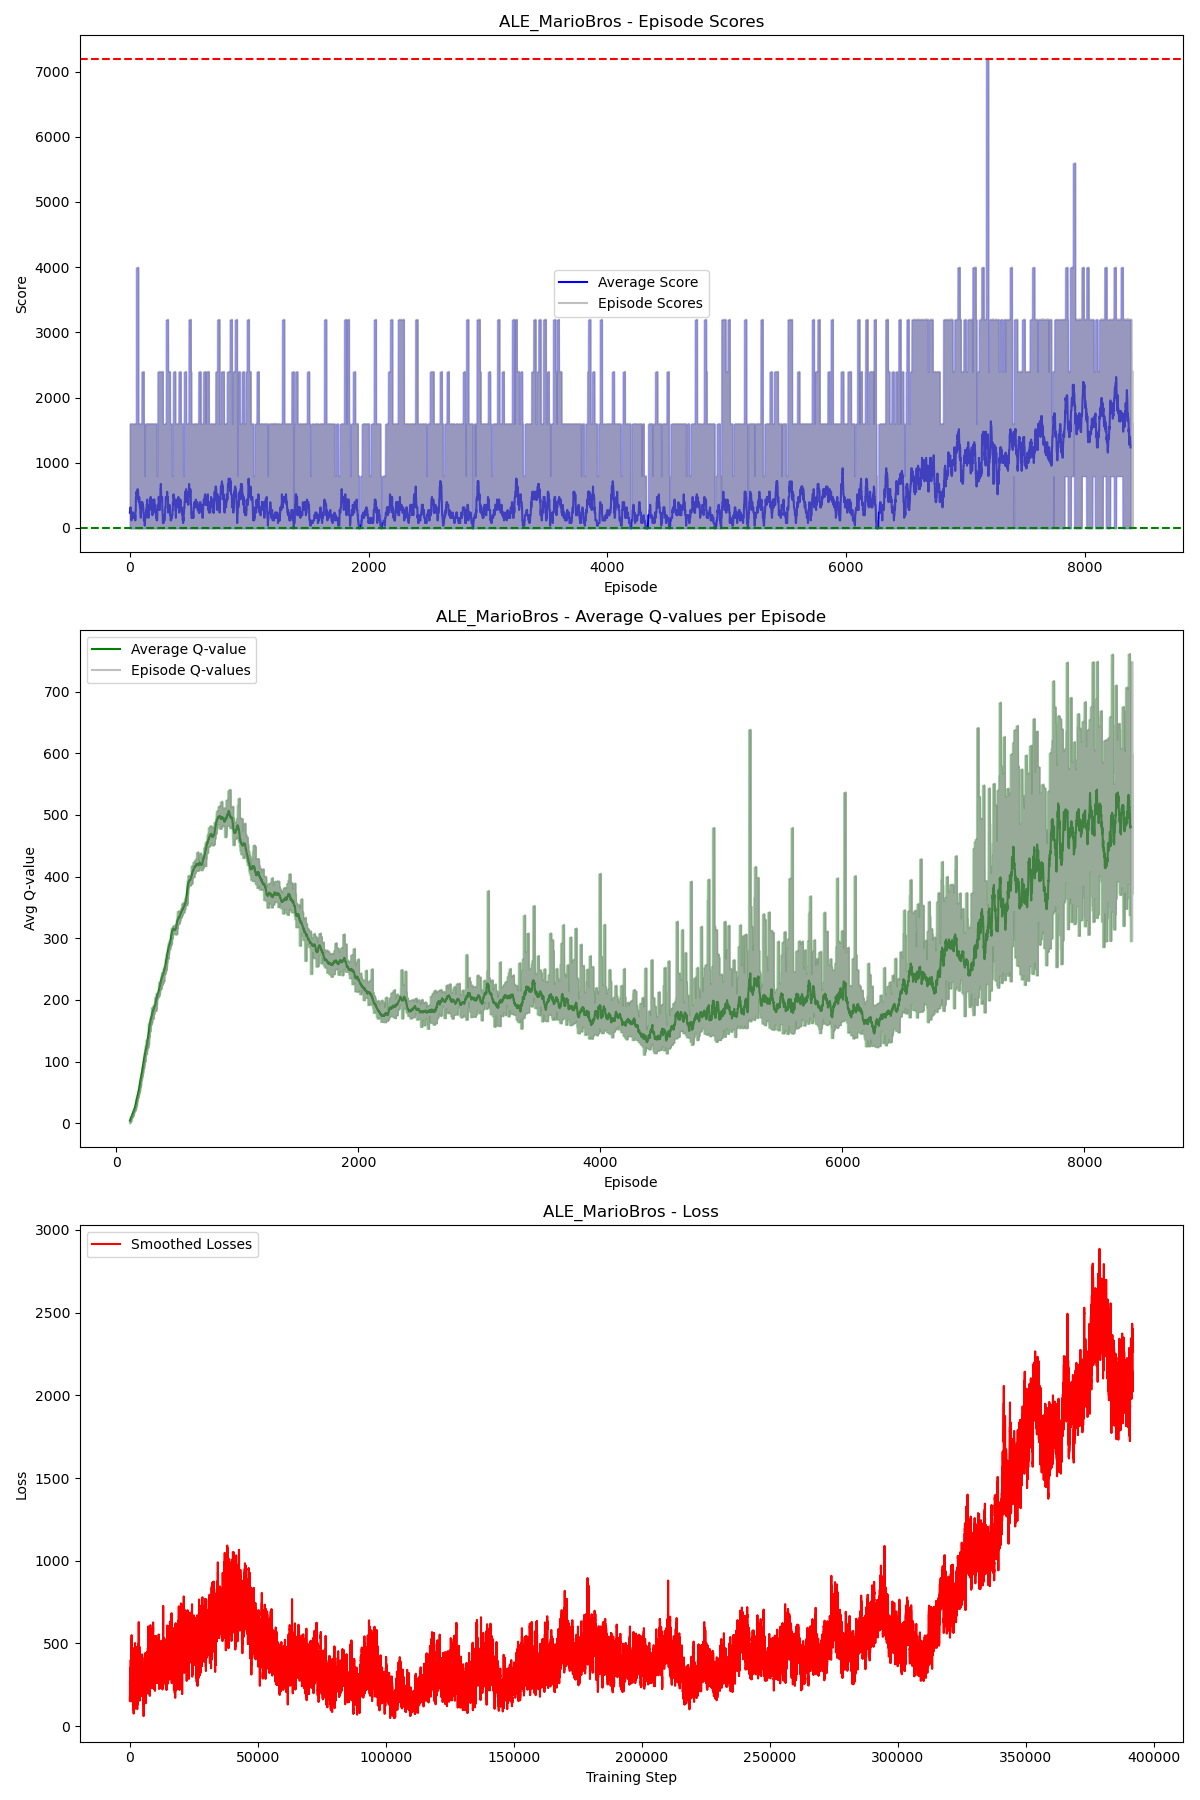 ALE_MarioBros - Episode Scores
7000
6000
5000
4000
3000
2000
1000
0
Score
Average Score
Episode Scores
0 2000 4000 6000 8000
Episode
ALE_MarioBros - Average Q-values per Episode
Average Q-value
Episode Q-values
700
600
500
400
300
200
100
0
Avg Q-value
0 2000 4000 6000 8000
Episode
ALE_MarioBros - Loss
Smoothed Losses
3000
2500
2000
1500
1000
500
0
Loss
0 50000 100000 150000 200000 250000 300000 350000 400000
Training Step